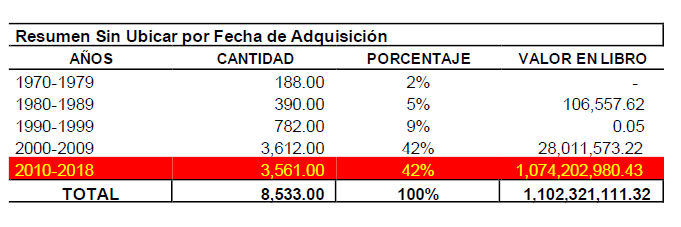 Resumen Sin Ubicar por Fecha de Adquisición
AÑOS CANTIDAD PORCENTAJE VALOR EN LIBRO
1970-1979 188.00 2% -
1980-1989 390.00 5% 106,557.62
1990-1999 782.00 9% 0.05
2000-2009 3,612.00 42% 28,011,573.22
2010-2018 3,561.00 42% 1,074,202,980.43
TOTAL 8,533.00 100% 1,102,321,111.32